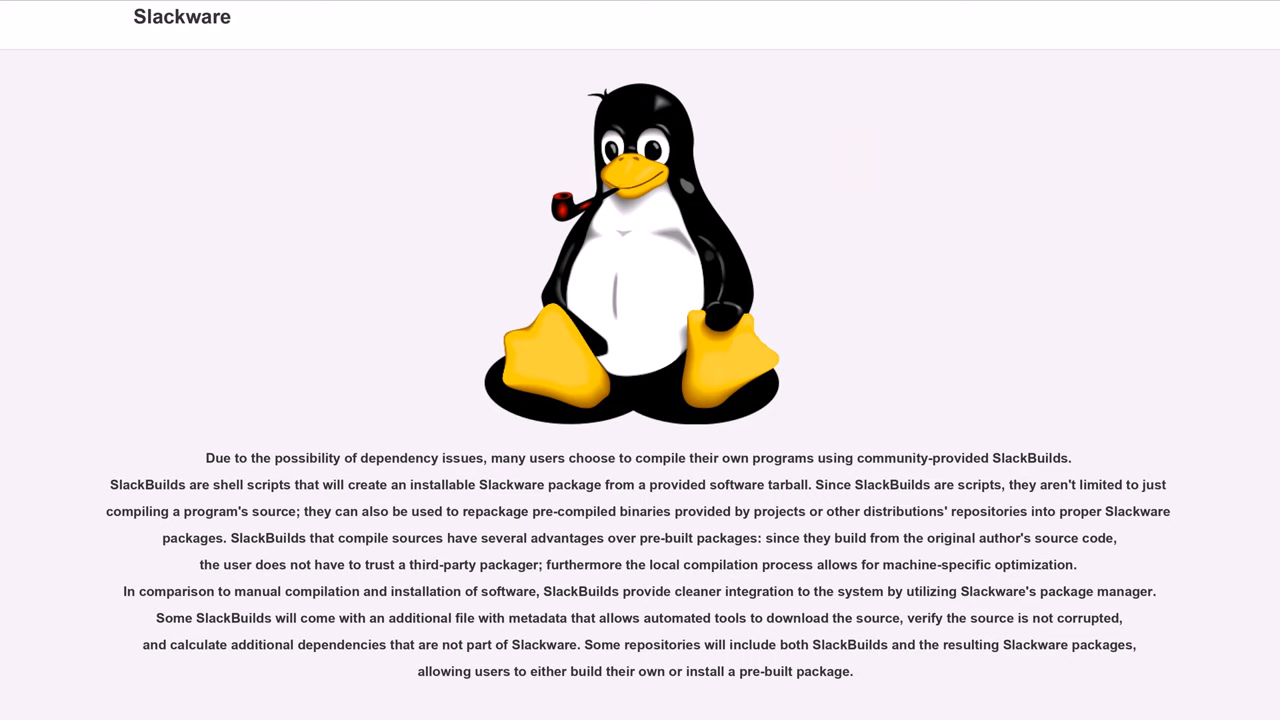 Slackware
Due to the possibility of dependency issues, many users choose to compile their own programs using community-provided SlackBuilds.
SlackBuilds are shell scripts that will create an installable Slackware package from a provided software tarball. Since SlackBuilds are scripts, they aren't limited to just
compiling a program's source; they can also be used to repackage pre-compiled binaries provided by projects or other distributions' repositories into proper Slackware
packages. SlackBuilds that compile sources have several advantages over pre-built packages: since they build from the original author's source code,
the user does not have to trust a third-party packager; furthermore the local compilation process allows for machine-specific optimization.
In comparison to manual compilation and installation of software, SlackBuilds provide cleaner integration to the system by utilizing Slackware's package manager.
Some SlackBuilds will come with an additional file with metadata that allows automated tools to download the source, verify the source is not corrupted,
and calculate additional dependencies that are not part of Slackware. Some repositories will include both SlackBuilds and the resulting Slackware packages,
allowing users to either build their own or install a pre-built package.